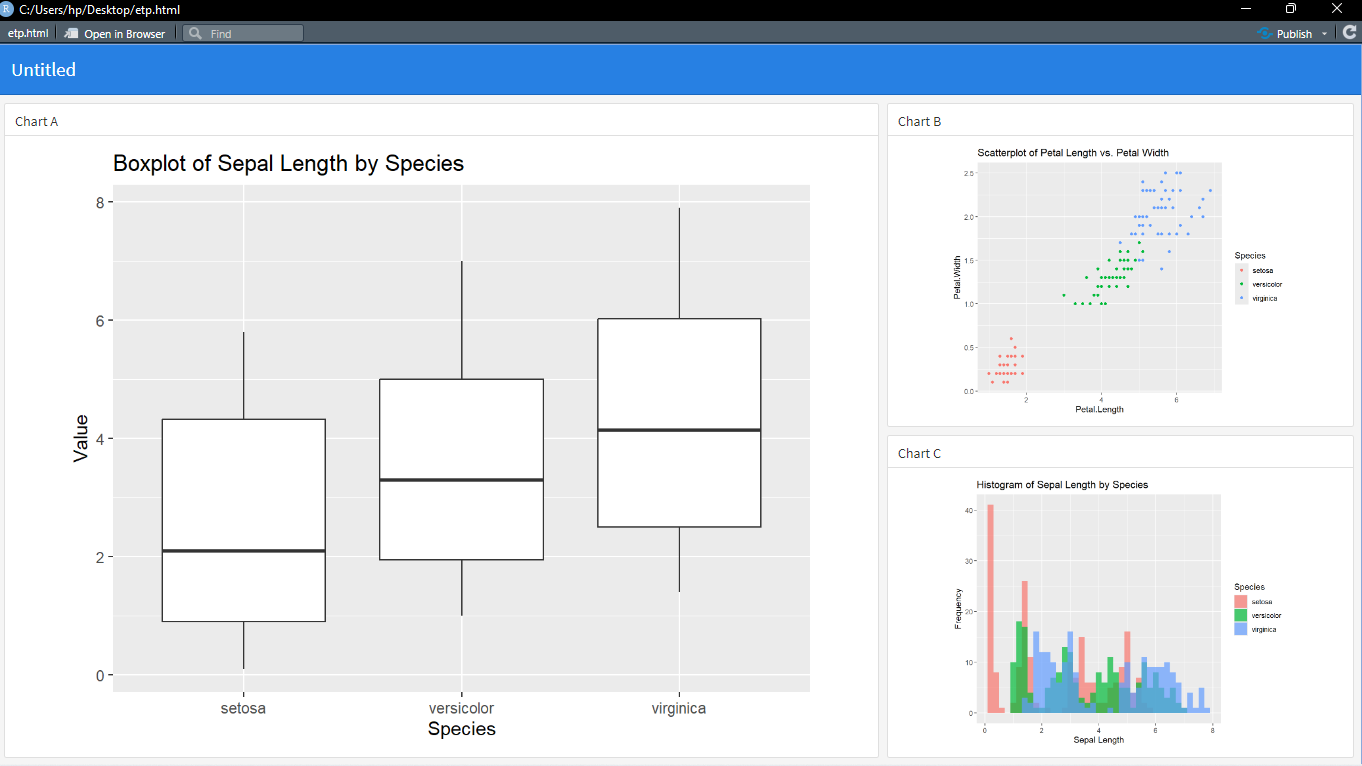 C:/Users/hp/Desktop/etp.html
etp.html Open in Browser Find Publish
Untitled
Chart A
Boxplot of Sepal Length by Species
8
6
4
2
0
Value
setosa versicolor virginica
Species
Chart B
Scatterplot of Petal Length vs. Petal Width
2.5
2.0
1.5
1.0
0.5
0.0
Petal.Width
2 4 6
Petal.Length
Species
setosa
versicolor
virginica
Chart C
Histogram of Sepal Length by Species
40
30
20
10
0
Frequency
0 2 4 6 8
Sepal Length
Species
setosa
versicolor
virginica